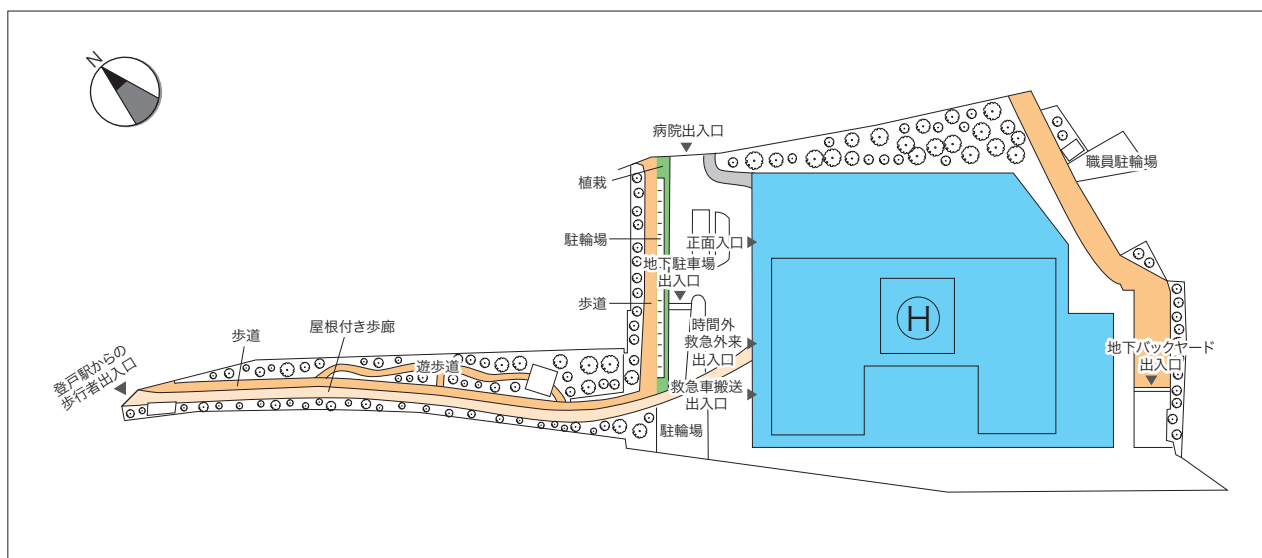 N
病院出入口
植栽
職員駐輪場
駐輪場
正面入口
地下駐車場
出入口
歩道
時間外
救急外来
出入口
屋根付き歩廊
歩道
遊歩道
登戸駅からの
歩行者出入口
救急車搬送
出入口
駐輪場
地下バックヤード
出入口
H